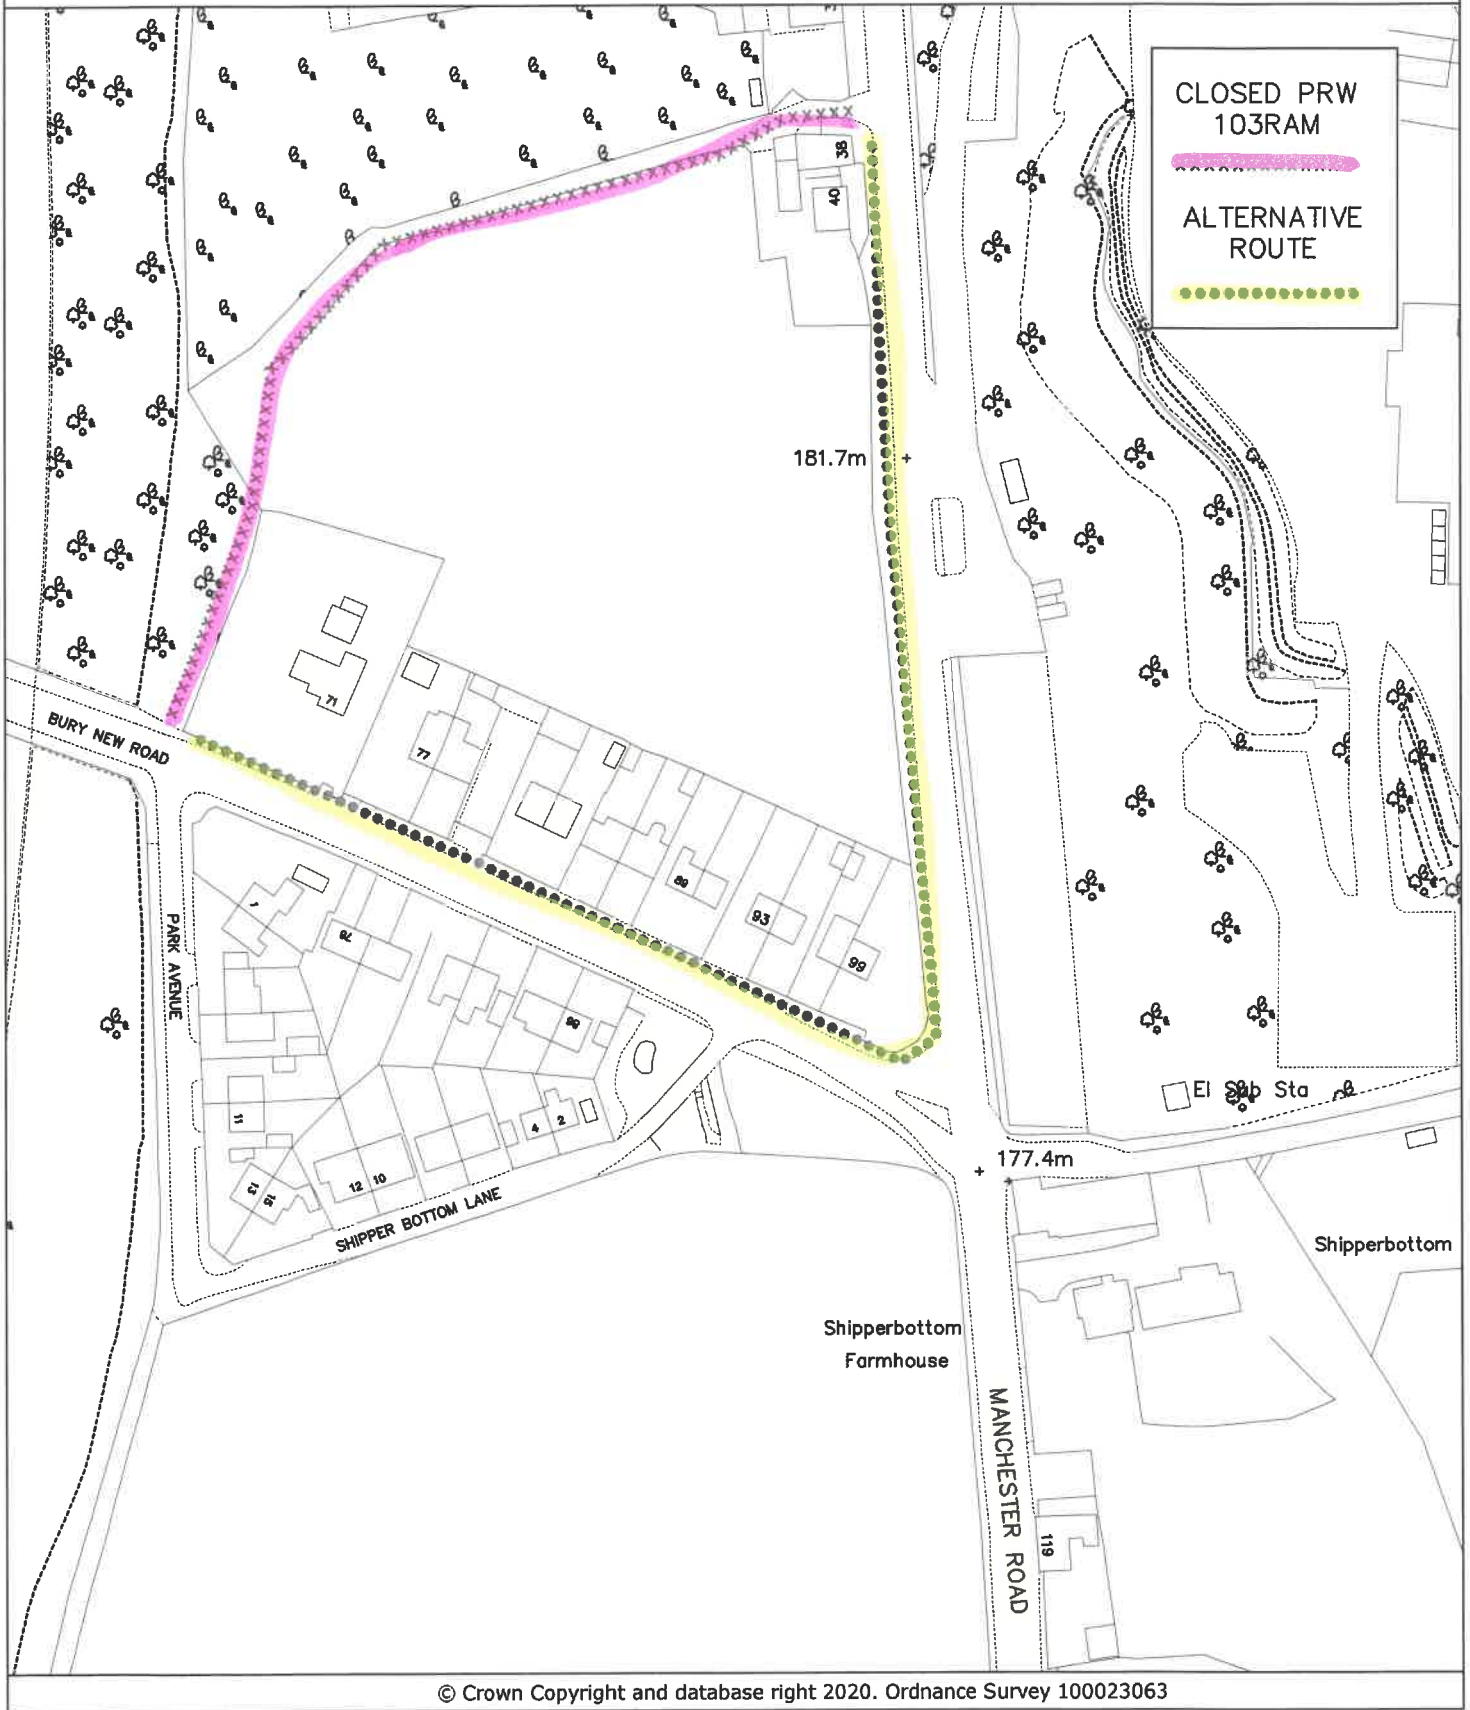 CLOSED PRW
103RAM
ALTERNATIVE
ROUTE
38
40
181.7m
71
77
BURY NEW ROAD
89
93
99
PARK AVENUE
1
78
98
11
4
2
13
15
12
10
SHIPPER BOTTOM LANE
El Sub Sta
177.4m
Shipperbottom
Shipperbottom
Farmhouse
MANCHESTER ROAD
119
© Crown Copyright and database right 2020. Ordnance Survey 100023063